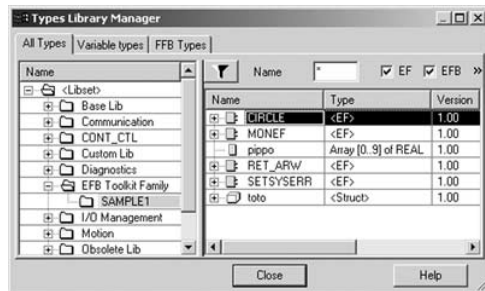 Types Library Manager
All Types Variable types FFB Types
Name
<Libset>
Base Lib
Communication
CONT_CTL
Custom Lib
Diagnostics
EFB Toolkit Family
SAMPLE1
I/O Management
Motion
Obsolete Lib
Name * EF EFB »
Name Type Version
CIRCLE <EF> 1.00
MONEF <EF> 1.00
pippo Array [0..9] of REAL 1.00
RET_ARW <EF> 1.00
SETSYSERR <EF> 1.00
toto <Struct> 1.00
Close Help